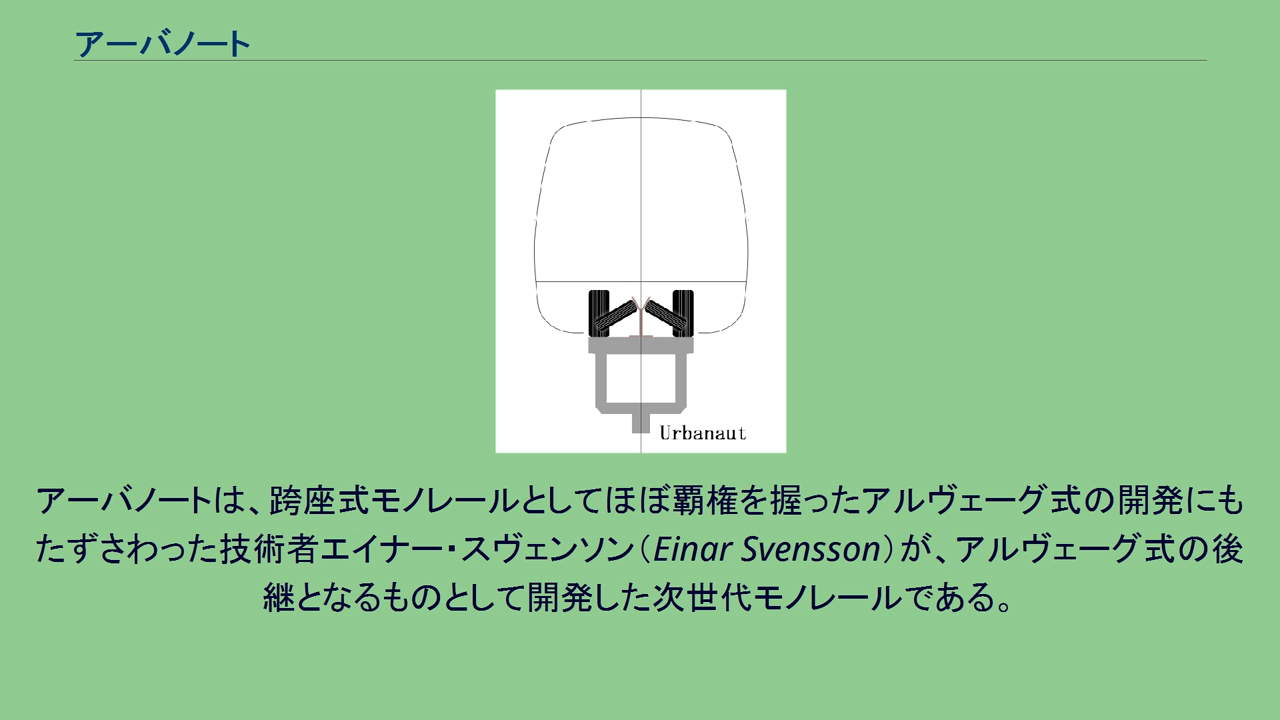 アーバノート
Urbanaut
アーバノートは、跨座式モノレールとしてほぼ覇権を握ったアルヴェーグ式の開発にも
たずさわった技術者エイナー・スヴェンソン（Einar Svensson）が、アルヴェーグ式の後
継となるものとして開発した次世代モノレールである。